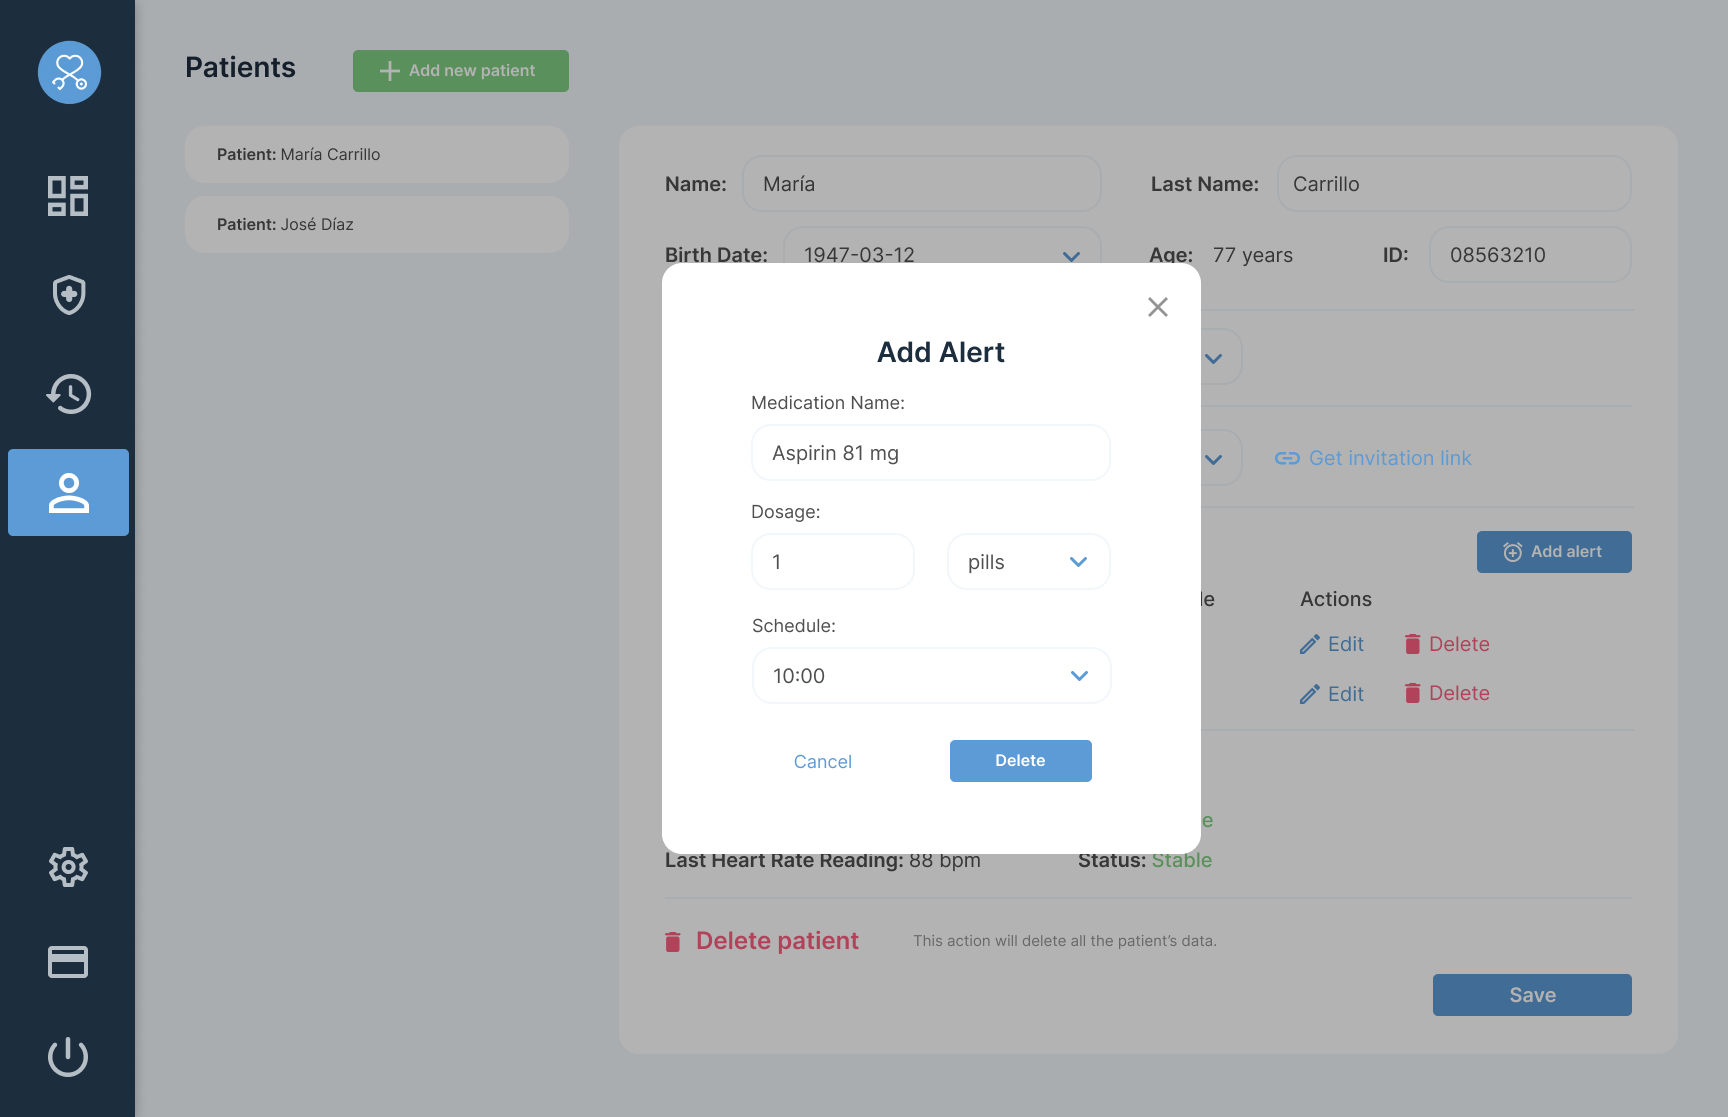 Patients
Add new patient
Patient: María Carrillo
Patient: José Díaz
Name: María
Last Name: Carrillo
Birth Date: 1947-03-12
Age: 77 years
ID: 08563210
Add Alert
Medication Name:
Aspirin 81 mg
Dosage:
1
pills
Schedule:
10:00
Cancel
Delete
Get invitation link
Add alert
Actions
Edit
Delete
Edit
Delete
Last Heart Rate Reading: 88 bpm
Status: Stable
Delete patient
This action will delete all the patient's data.
Save